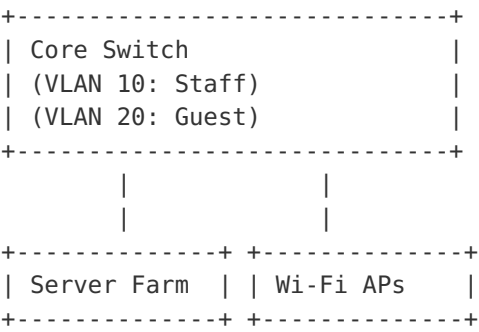 Core Switch
(VLAN 10: Staff)
(VLAN 20: Guest)
Server Farm
Wi-Fi APs